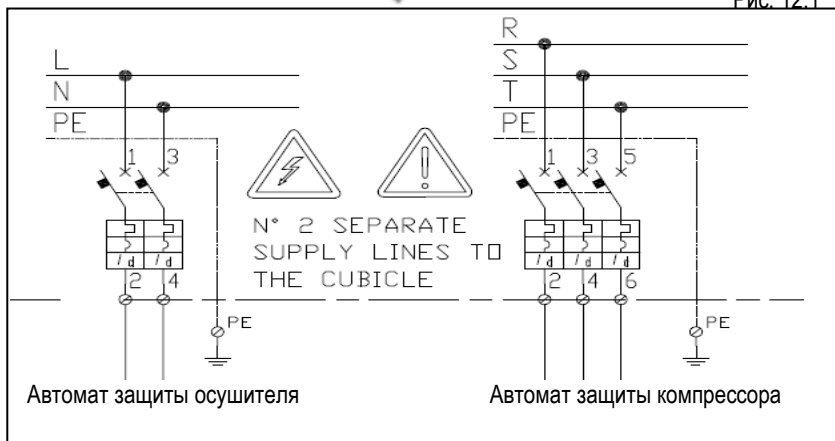 Рис. 12.1
L
N
PE
1 3
I d I d
2 4
PE
N° 2 SEPARATE
SUPPLY LINES TO
THE CUBICLE
R
S
T
PE
1 3 5
I d I d I d
2 4 6
PE
Автомат защиты осушителя
Автомат защиты компрессора